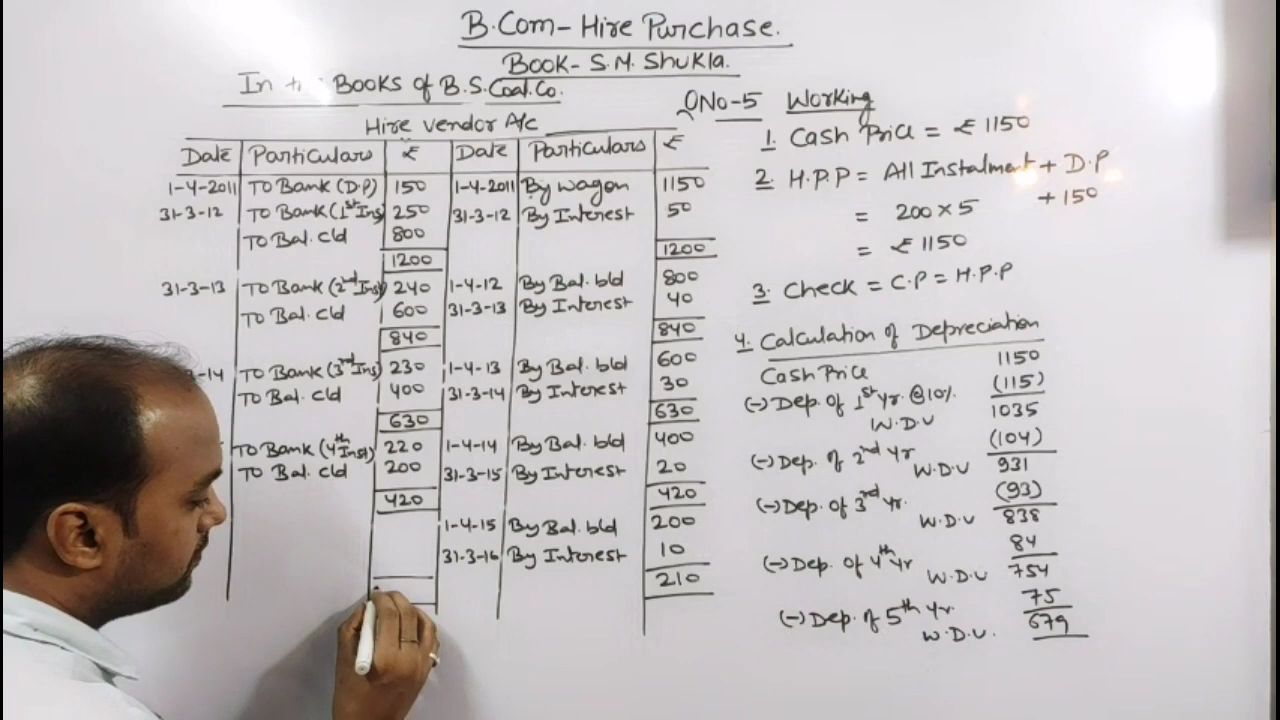 B.Com - Hire Purchase.
Book - S.M. Shukla.
In Books of B.S. Coal. Co.
Hire Vendor A/c
Date Particulars ₹ Date Particulars ₹
1-4-2011 To Bank (D.P) 150 1-4-2011 By wagon 1150
31-3-12 To Bank (1st Ins) 250 31-3-12 By Interest 50
To Bal. c/d 800
1200 1200
31-3-13 To Bank (2nd Ins) 240 1-4-12 By Bal. b/d 800
To Bal. c/d 600 31-3-13 By Interest 40
840 840
-14 To Bank (3rd Ins) 230 1-4-13 By Bal. b/d 600
To Bal. c/d 400 31-3-14 By Interest 30
630 630
To Bank (4th Inst) 220 1-4-14 By Bal. b/d 400
To Bal. c/d 200 31-3-15 By Interest 20
420 420
1-4-15 By Bal. b/d 200
31-3-16 By Interest 10
210
QNo-5 Working
1. Cash Price = ₹ 1150
2. H.P.P = All Instalment + D.P
= 200 x 5 + 150
= ₹ 1150
3. Check = C.P = H.P.P
4. Calculation of Depreciation
Cash Price 1150
(-) Dep. of 1st yr. @ 10%. (115)
W.D.V 1035
(-) Dep. of 2nd yr (104)
W.D.V 931
(-) Dep. of 3rd yr. (93)
W.D.V 838
(-) Dep. of 4th yr 84
W.D.V 754
(-) Dep. of 5th yr. 75
W.D.V. 679